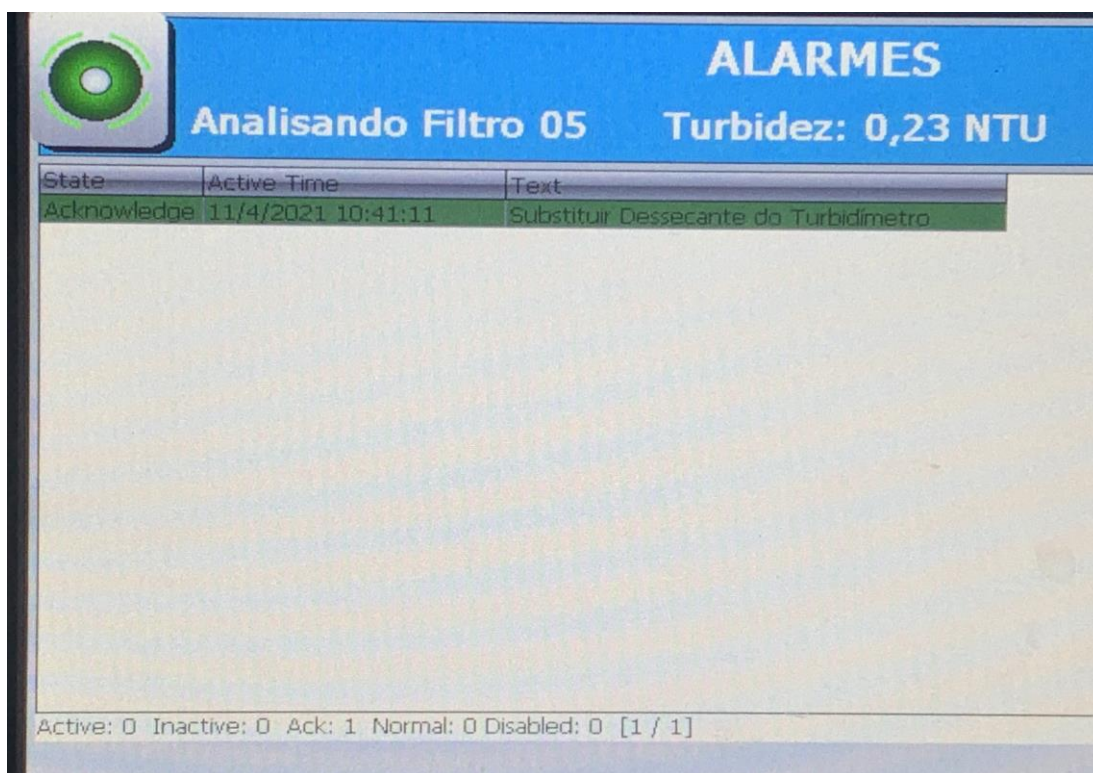 ALARMES
Analisando Filtro 05 Turbidez: 0,23 NTU
State Active Time Text
Acknowledge 11/4/2021 10:41:11 Substituir Dessecante do Turbidímetro
Active: 0 Inactive: 0 Ack: 1 Normal: 0 Disabled: 0 [1 / 1]